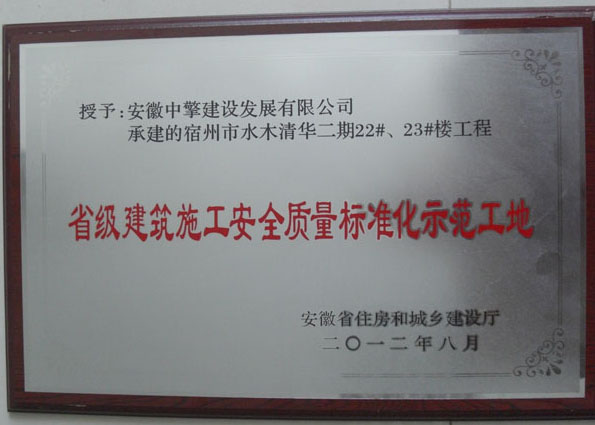 授予:安徽中擎建设发展有限公司
承建的宿州市水木清华二期22#、23#楼工程
省级建筑施工安全质量标准化示范工地
安徽省住房和城乡建设厅
二〇一二年八月